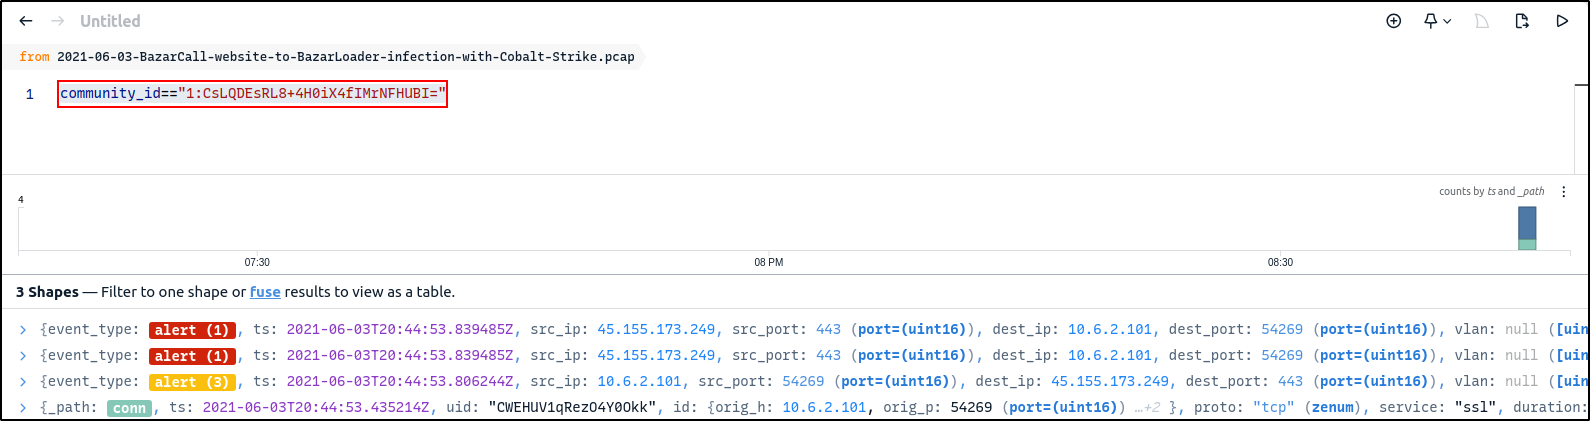 Untitled
from 2021-06-03-BazarCall-website-to-BazarLoader-infection-with-Cobalt-Strike.pcap
1 community_id=="1:CsLQDEsRL8+4H0iX4fIMrNFHUBI="
counts by ts and _path
4
07:30 08 PM 08:30
3 Shapes — Filter to one shape or fuse results to view as a table.
{event_type: alert (1), ts: 2021-06-03T20:44:53.839485Z, src_ip: 45.155.173.249, src_port: 443 (port=(uint16)), dest_ip: 10.6.2.101, dest_port: 54269 (port=(uint16)), vlan: null ([uin
{event_type: alert (1), ts: 2021-06-03T20:44:53.839485Z, src_ip: 45.155.173.249, src_port: 443 (port=(uint16)), dest_ip: 10.6.2.101, dest_port: 54269 (port=(uint16)), vlan: null ([uin
{event_type: alert (3), ts: 2021-06-03T20:44:53.806244Z, src_ip: 10.6.2.101, src_port: 54269 (port=(uint16)), dest_ip: 45.155.173.249, dest_port: 443 (port=(uint16)), vlan: null ([uin
{_path: conn, ts: 2021-06-03T20:44:53.435214Z, uid: "CWEHUV1qRezO4Y0Okk", id: {orig_h: 10.6.2.101, orig_p: 54269 (port=(uint16)) …+2 }, proto: "tcp" (zenum), service: "ssl", duration: